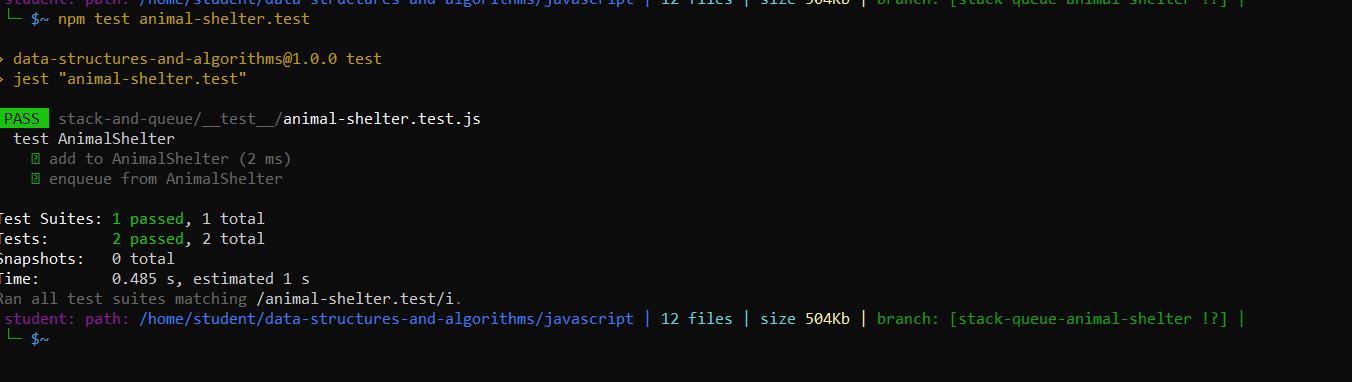 student: path: /home/student/data-structures-and-algorithms/javascript | 12 files | size 504Kb | branch: [stack-queue-animal-shelter !?] |
└─ $~ npm test animal-shelter.test
> data-structures-and-algorithms@1.0.0 test
> jest "animal-shelter.test"
PASS stack-and-queue/__test__/animal-shelter.test.js
test AnimalShelter
add to AnimalShelter (2 ms)
enqueue from AnimalShelter
Test Suites: 1 passed, 1 total
Tests: 2 passed, 2 total
Snapshots: 0 total
Time: 0.485 s, estimated 1 s
Ran all test suites matching /animal-shelter.test/i.
student: path: /home/student/data-structures-and-algorithms/javascript | 12 files | size 504Kb | branch: [stack-queue-animal-shelter !?] |
└─ $~